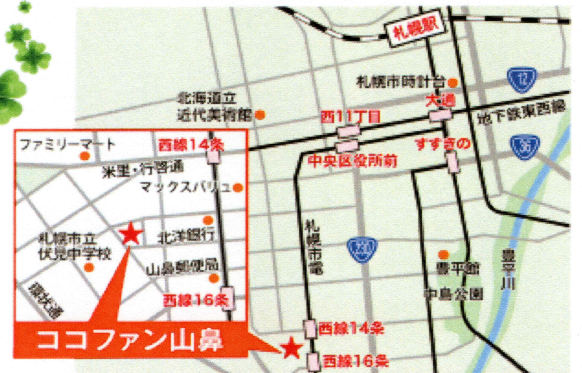 札幌駅
12
札幌市時計台
大通
北海道立
近代美術館
西11丁目
地下鉄東西線
中央区役所前
すすきの
36
ファミリーマート
西線14条
米里・行啓通
マックスバリュ
札幌市立
伏見中学校
北洋銀行
山鼻郵便局
環状通
西線16条
札幌市電
230
豊平館
中島公園
豊平川
ココファン山鼻
西線14条
西線16条